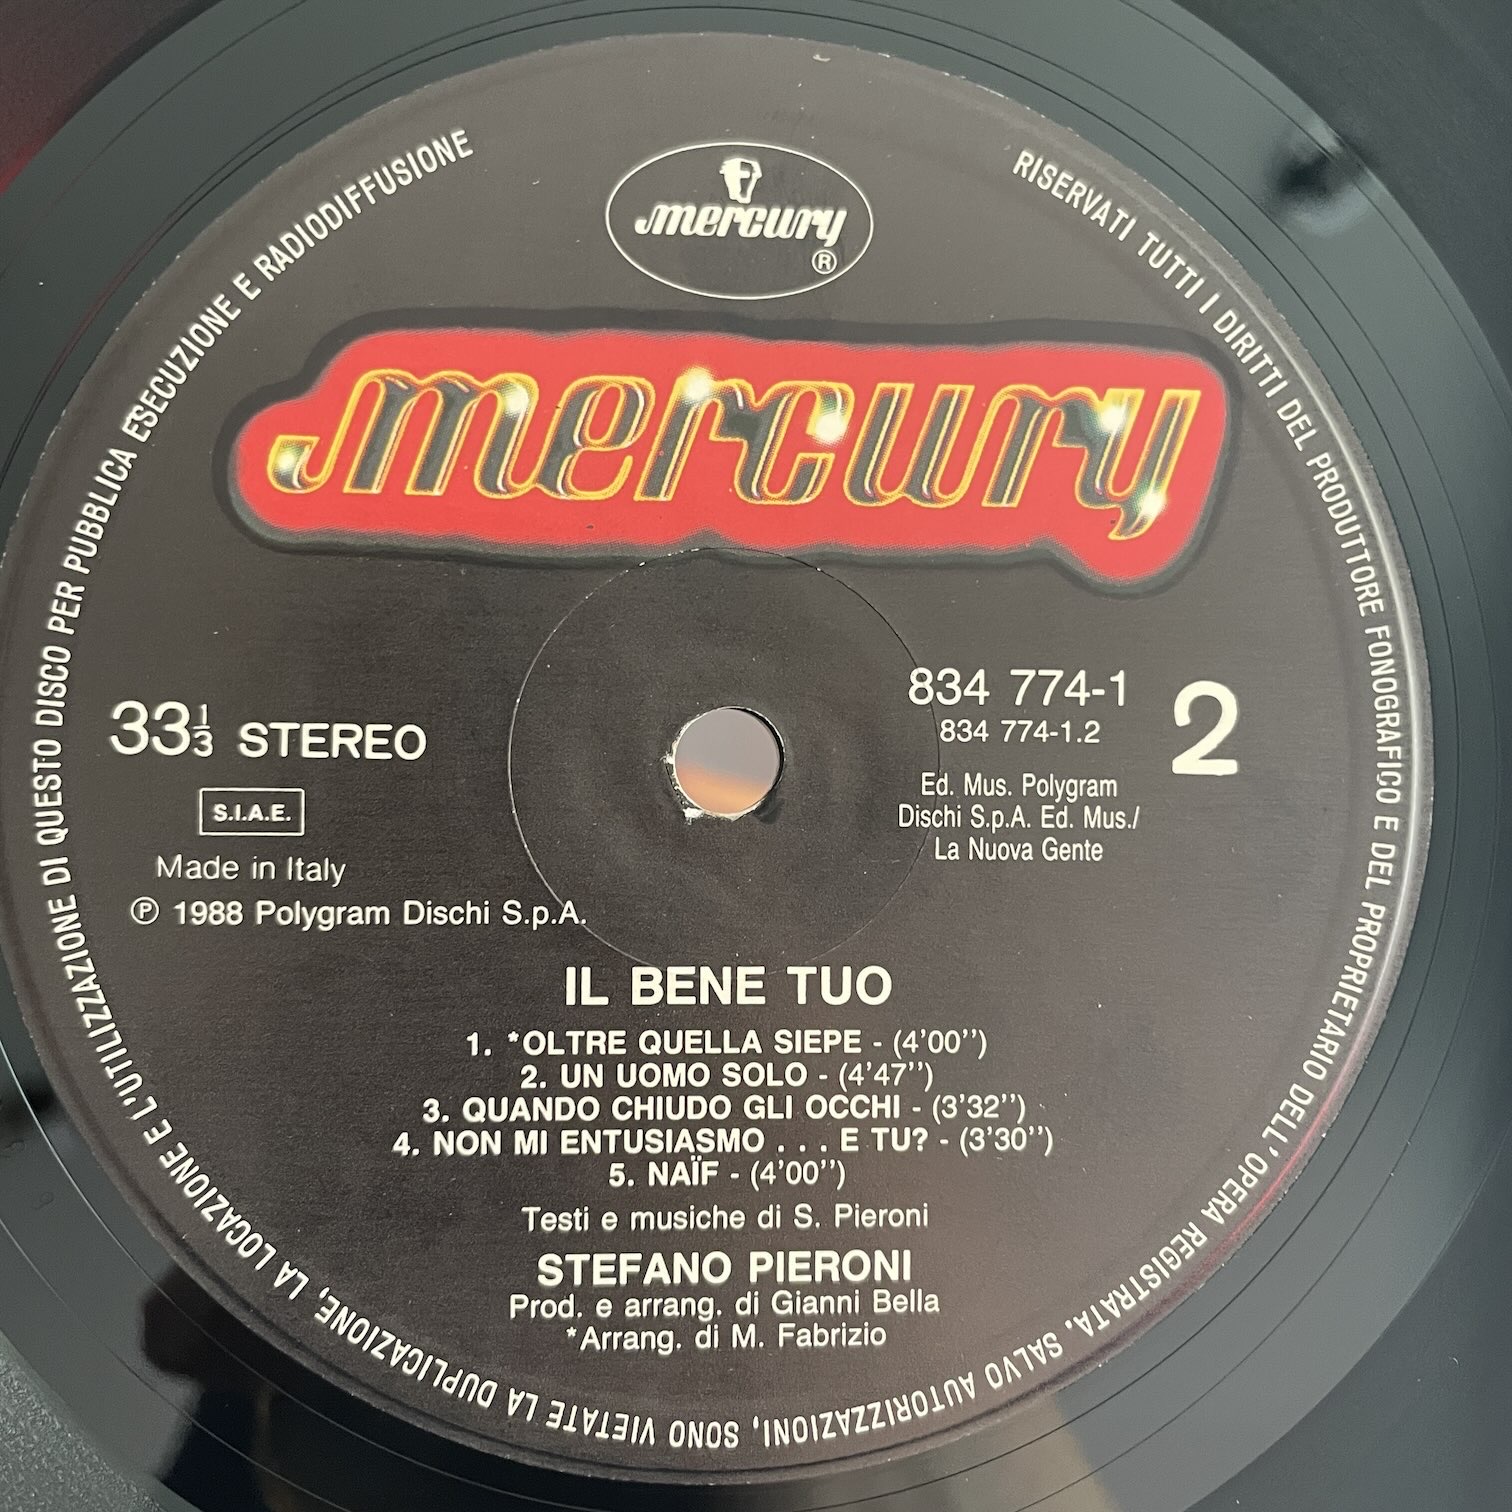 RISERVATI TUTTI I DIRITTI DEL PRODUTTORE FONOGRAFICO E DEL PROPRIETARIO DELL'OPERA REGISTRATA. SALVO AUTORIZZAZIONI, SONO VIETATE LA DUPLICAZIONE, LA LOCAZIONE E L'UTILIZZAZIONE DI QUESTO DISCO PER PUBBLICA ESECUZIONE E RADIODIFFUSIONE
mercury
®
mercury
33 1/3 STEREO
S.I.A.E.
Made in Italy
℗ 1988 Polygram Dischi S.p.A.
834 774-1
834 774-1.2
2
Ed. Mus. Polygram
Dischi S.p.A. Ed. Mus./
La Nuova Gente
IL BENE TUO
1. *OLTRE QUELLA SIEPE - (4'00'')
2. UN UOMO SOLO - (4'47'')
3. QUANDO CHIUDO GLI OCCHI - (3'32'')
4. NON MI ENTUSIASMO . . . E TU? - (3'30'')
5. NAÏF - (4'00'')
Testi e musiche di S. Pieroni
STEFANO PIERONI
Prod. e arrang. di Gianni Bella
*Arrang. di M. Fabrizio